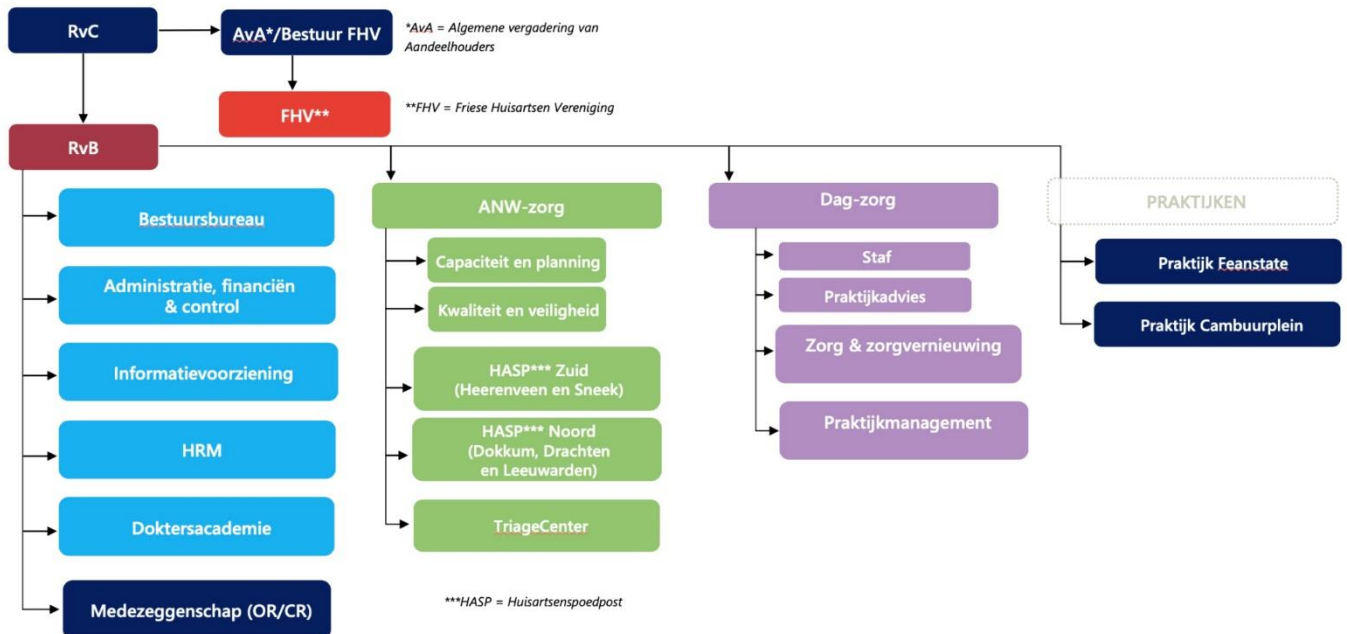 RvC
AvA*/Bestuur FHV
*AvA = Algemene vergadering van
Aandeelhouders
FHV**
**FHV = Friese Huisartsen Vereniging
RvB
Bestuursbureau
Administratie, financiën
& control
Informatievoorziening
HRM
Doktersacademie
Medezeggenschap (OR/CR)
ANW-zorg
Capaciteit en planning
Kwaliteit en veiligheid
HASP*** Zuid
(Heerenveen en Sneek)
HASP*** Noord
(Dokkum, Drachten
en Leeuwarden)
TriageCenter
***HASP = Huisartsenspoedpost
Dag-zorg
Staf
Praktijkadvies
Zorg & zorgvernieuwing
Praktijkmanagement
PRAKTIJKEN
Praktijk Feanstate
Praktijk Cambuurplein